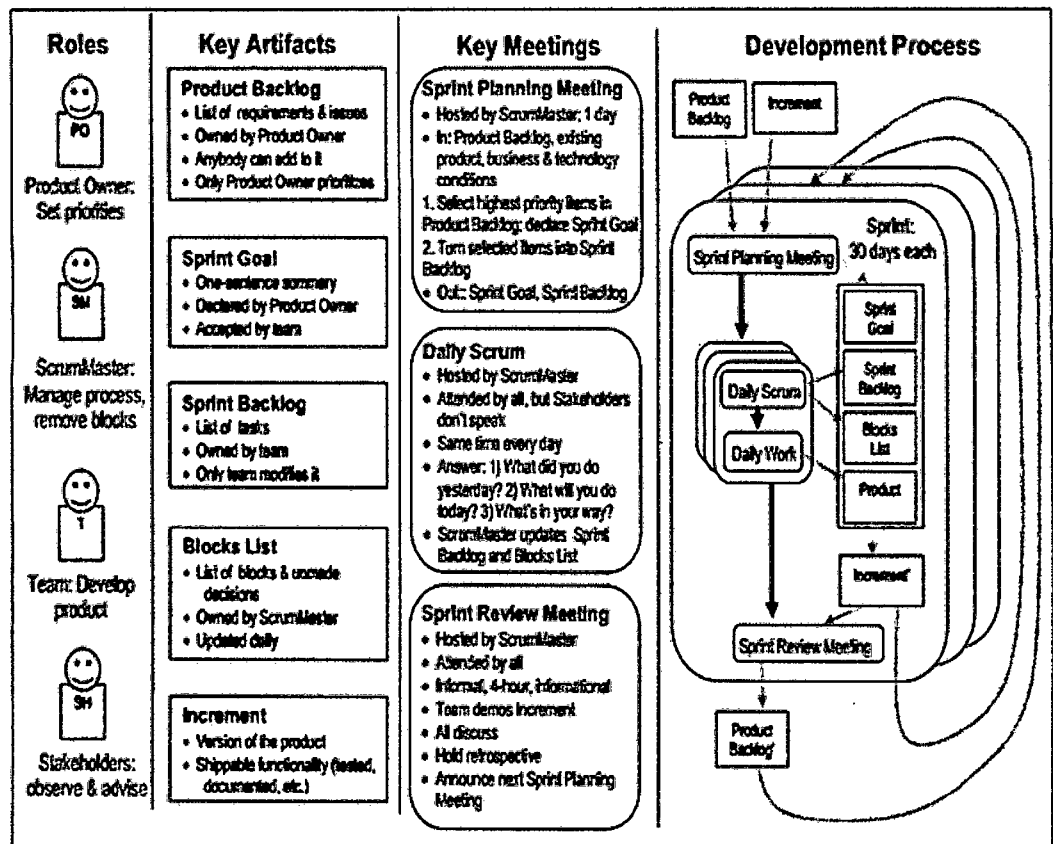 Roles
PO
Product Owner:
Set priorities
SM
ScrumMaster:
Manage process,
remove blocks
T
Team: Develop
product
SH
Stakeholders:
observe & advise
Key Artifacts
Product Backlog
• List of requirements & issues
• Owned by Product Owner
• Anybody can add to it
• Only Product Owner prioritizes
Sprint Goal
• One-sentence summary
• Declared by Product Owner
• Accepted by team
Sprint Backlog
• List of tasks
• Owned by team
• Only team modifies it
Blocks List
• List of blocks & unmade
decisions
• Owned by ScrumMaster
• Updated daily
Increment
• Version of the product
• Shippable functionality (tested,
documented, etc.)
Key Meetings
Sprint Planning Meeting
• Hosted by ScrumMaster; 1 day
• In: Product Backlog, existing
product, business & technology
conditions
1. Select highest priority items in
Product Backlog; declare Sprint Goal
2. Turn selected items into Sprint
Backlog
• Out: Sprint Goal, Sprint Backlog
Daily Scrum
• Hosted by ScrumMaster
• Attended by all, but Stakeholders
don't speak
• Same time every day
• Answer: 1) What did you do
yesterday? 2) What will you do
today? 3) What's in your way?
• ScrumMaster updates Sprint
Backlog and Blocks List
Sprint Review Meeting
• Hosted by ScrumMaster
• Attended by all
• Informal, 4-hour, informational
• Team demos Increment
• All discuss
• Hold retrospective
• Announce next Sprint Planning
Meeting
Development Process
Product
Backlog
Increment
Sprint:
30 days each
Sprint Planning Meeting
Sprint
Goal
Sprint
Backlog
Blocks
List
Product
Daily Scrum
Daily Work
Increment'
Sprint Review Meeting
Product
Backlog'